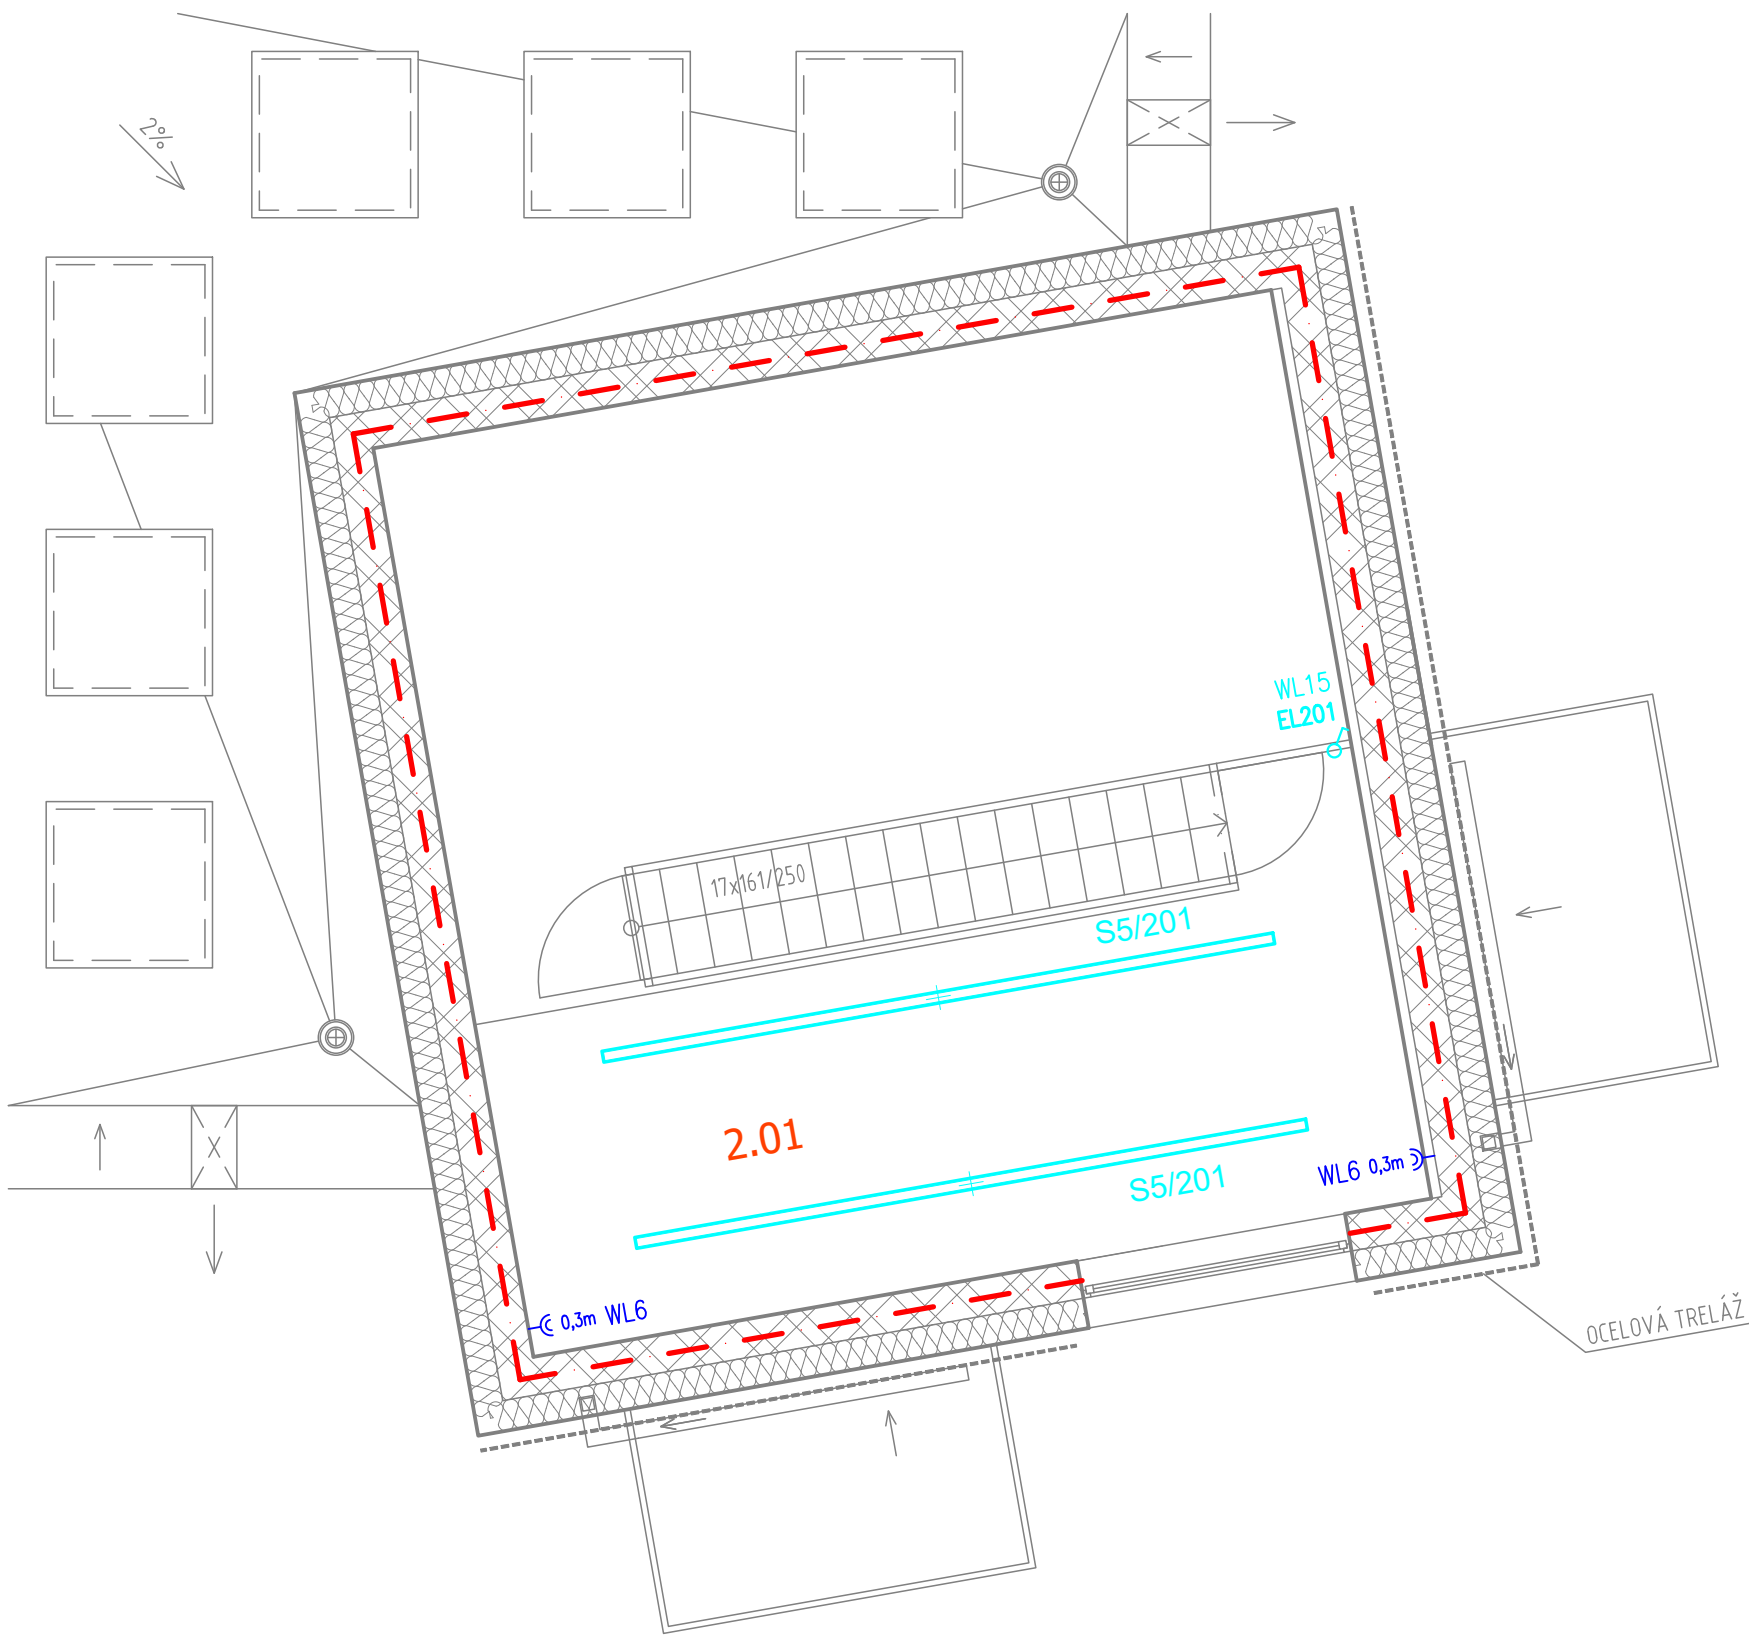 2%
WL15
EL201
17x161/250
S5/201
2.01
WL6 0,3m
S5/201
0,3m WL6
OCELOVÁ TRELÁŽ